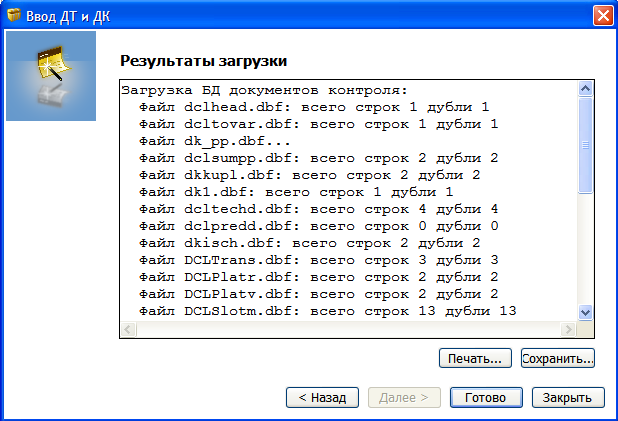 Ввод ДТ и ДК
Результаты загрузки
Загрузка БД документов контроля:
Файл dclhead.dbf: всего строк 1 дубли 1
Файл dcltovar.dbf: всего строк 1 дубли 1
Файл dk_pp.dbf...
Файл dclsumpp.dbf: всего строк 2 дубли 2
Файл dkkupl.dbf: всего строк 2 дубли 2
Файл dk1.dbf: всего строк 1 дубли 1
Файл dcltechd.dbf: всего строк 4 дубли 4
Файл dclpredd.dbf: всего строк 0 дубли 0
Файл dkisch.dbf: всего строк 2 дубли 2
Файл DCLTrans.dbf: всего строк 3 дубли 3
Файл DCLPlatr.dbf: всего строк 2 дубли 2
Файл DCLPlatv.dbf: всего строк 2 дубли 2
Файл DCLSlotm.dbf: всего строк 13 дубли 13
Печать... Сохранить...
< Назад Далее > Готово Закрыть